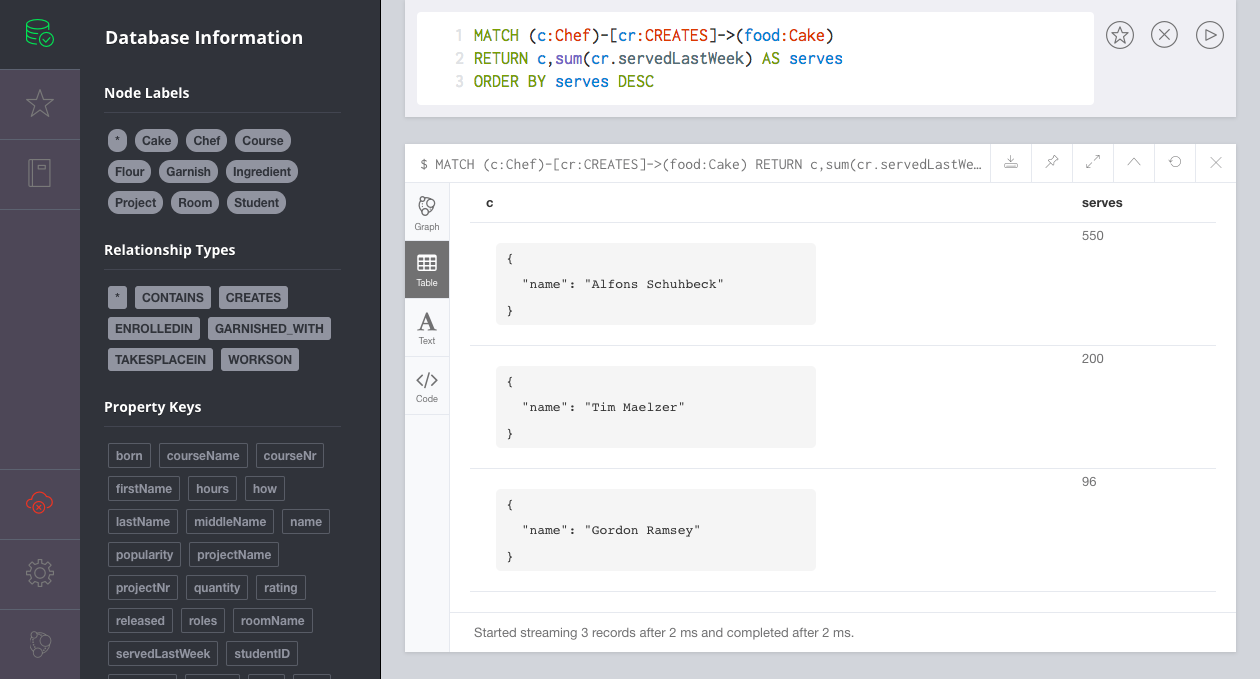 Database Information
Node Labels
* Cake Chef Course
Flour Garnish Ingredient
Project Room Student
Relationship Types
* CONTAINS CREATES
ENROLLEDIN GARNISHED_WITH
TAKESPLACEIN WORKSON
Property Keys
born courseName courseNr
firstName hours how
lastName middleName name
popularity projectName
projectNr quantity rating
released roles roomName
servedLastWeek studentID
1 MATCH (c:Chef)-[cr:CREATES]->(food:Cake)
2 RETURN c,sum(cr.servedLastWeek) AS serves
3 ORDER BY serves DESC
$ MATCH (c:Chef)-[cr:CREATES]->(food:Cake) RETURN c,sum(cr.servedLastWe…
Graph
Table
A
Text
</>
Code
c serves
550
{
"name": "Alfons Schuhbeck"
}
200
{
"name": "Tim Maelzer"
}
96
{
"name": "Gordon Ramsey"
}
Started streaming 3 records after 2 ms and completed after 2 ms.